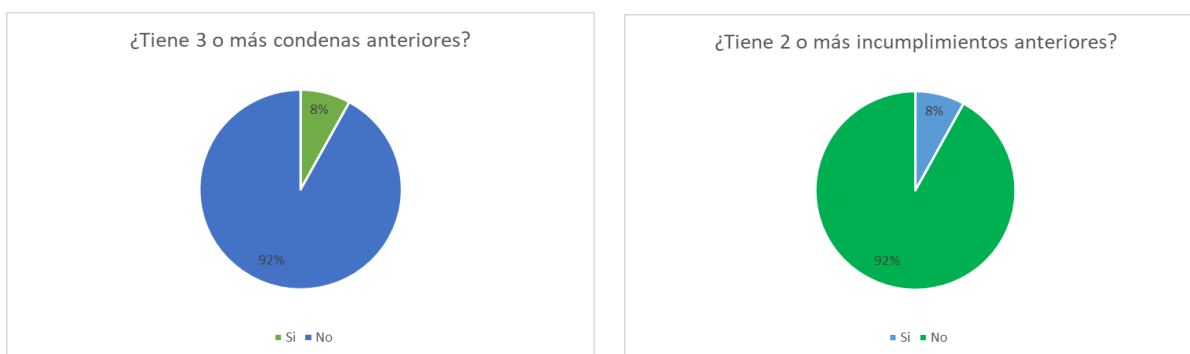 ¿Tiene 3 o más condenas anteriores?
8%
92%
Si No
¿Tiene 2 o más incumplimientos anteriores?
8%
92%
Si No